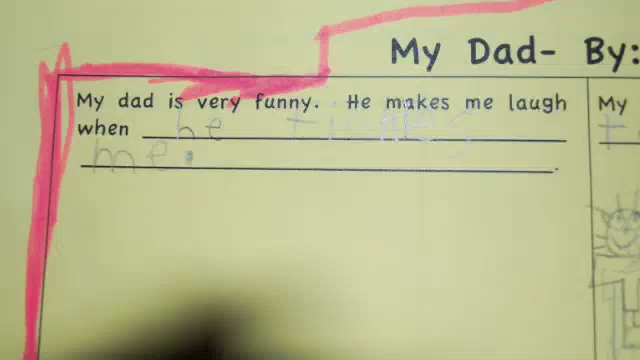 My Dad- By:
My dad is very funny. He makes me laugh
when he tickles
me.
My